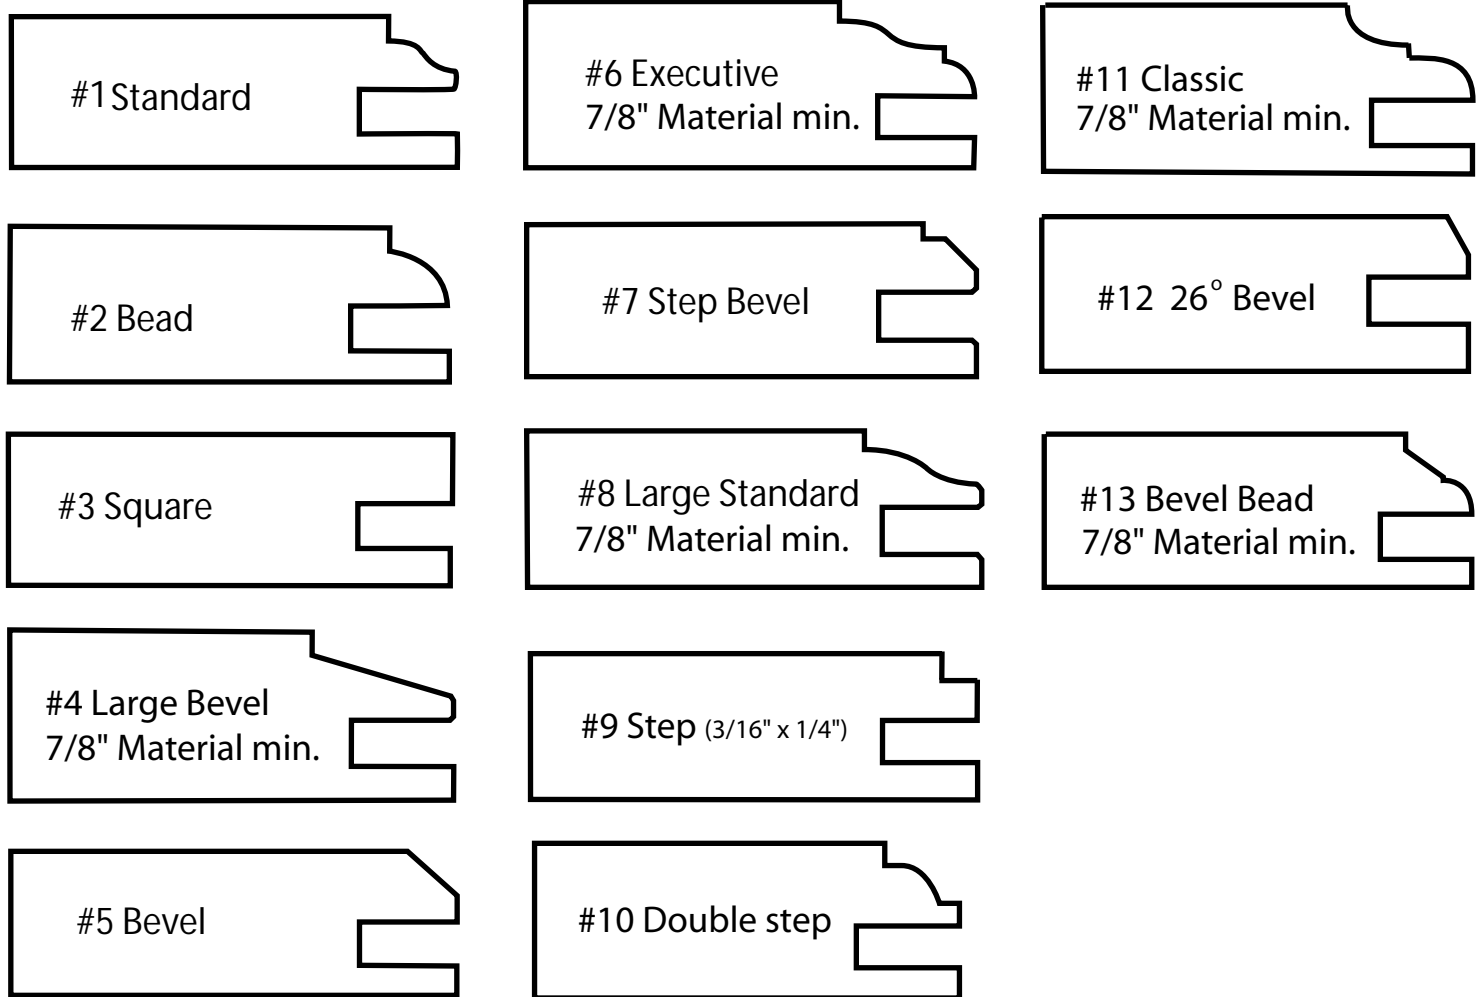 #1 Standard
#2 Bead
#3 Square
#4 Large Bevel
7/8" Material min.
#5 Bevel
#6 Executive
7/8" Material min.
#7 Step Bevel
#8 Large Standard
7/8" Material min.
#9 Step (3/16" x 1/4")
#10 Double step
#11 Classic
7/8" Material min.
#12 26° Bevel
#13 Bevel Bead
7/8" Material min.